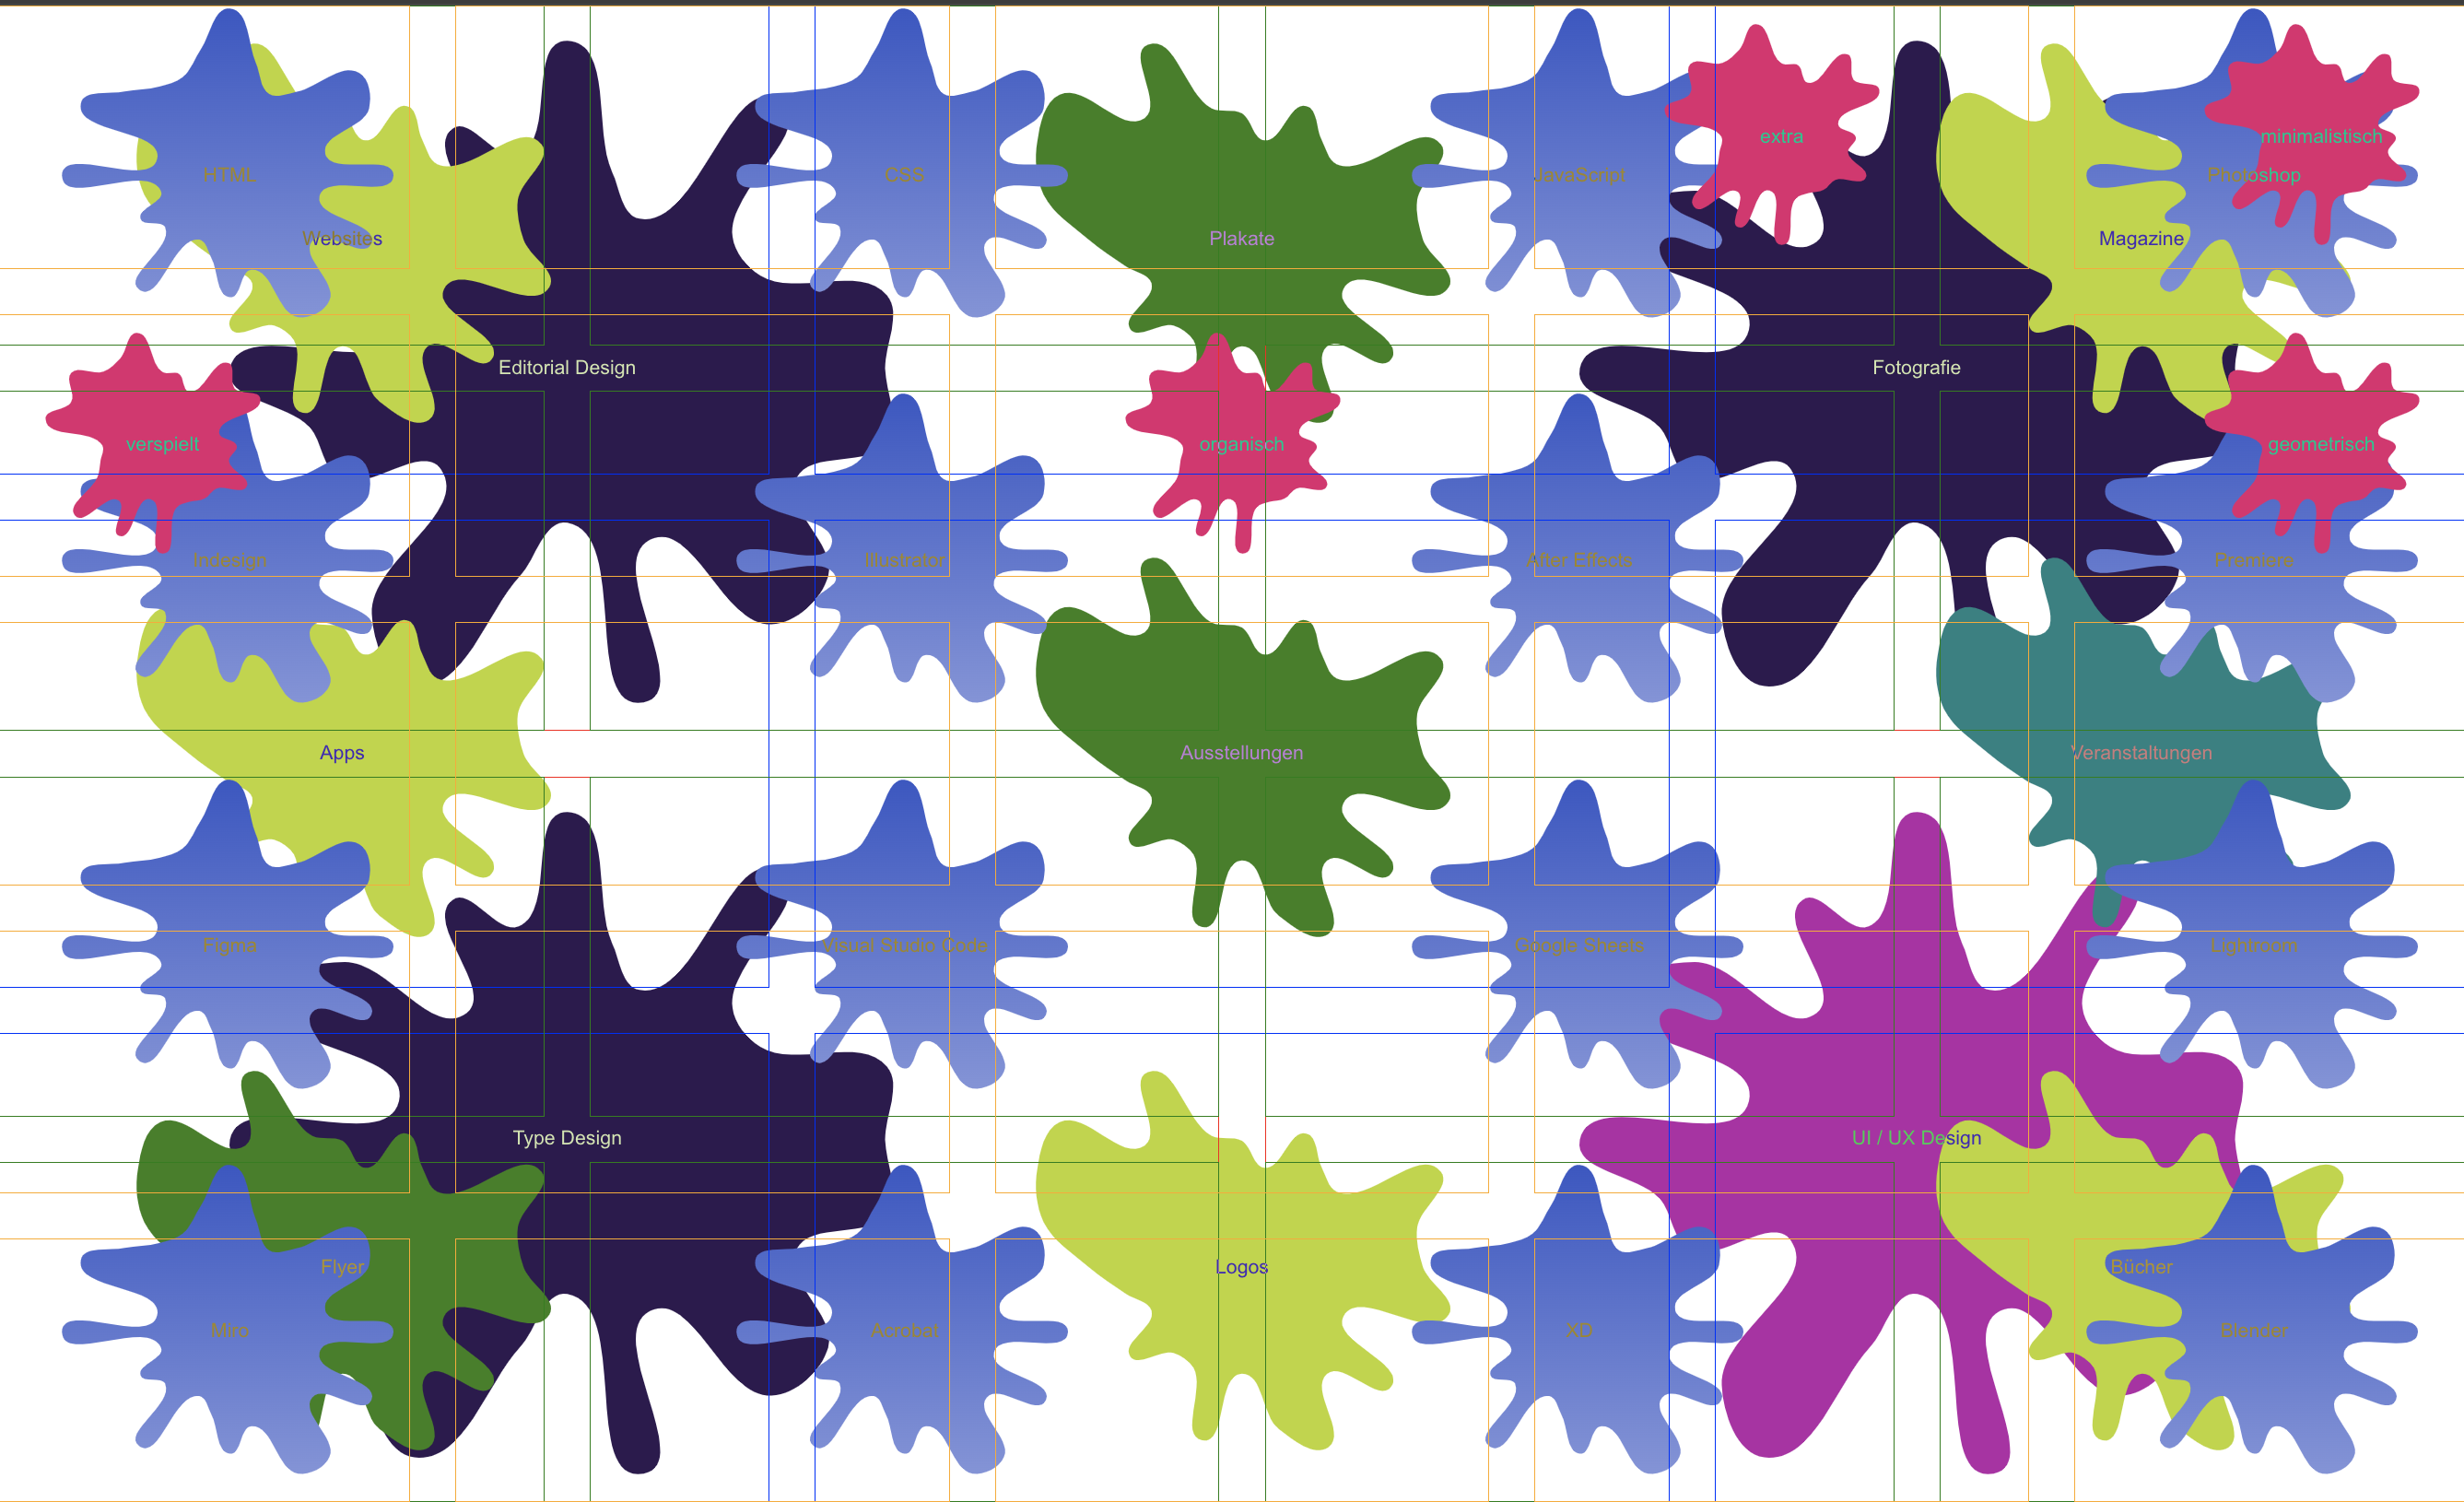 extra
minimalistisch
HTML
CSS
JavaScript
Photoshop
Websites
Plakate
Magazine
Editorial Design
Fotografie
verspielt
organisch
geometrisch
Indesign
Illustrator
After Effects
Premiere
Apps
Ausstellungen
Veranstaltungen
Figma
Visual Studio Code
Google Sheets
Lightroom
Type Design
UI / UX Design
Flyer
Logos
Bücher
Miro
Acrobat
XD
Blender